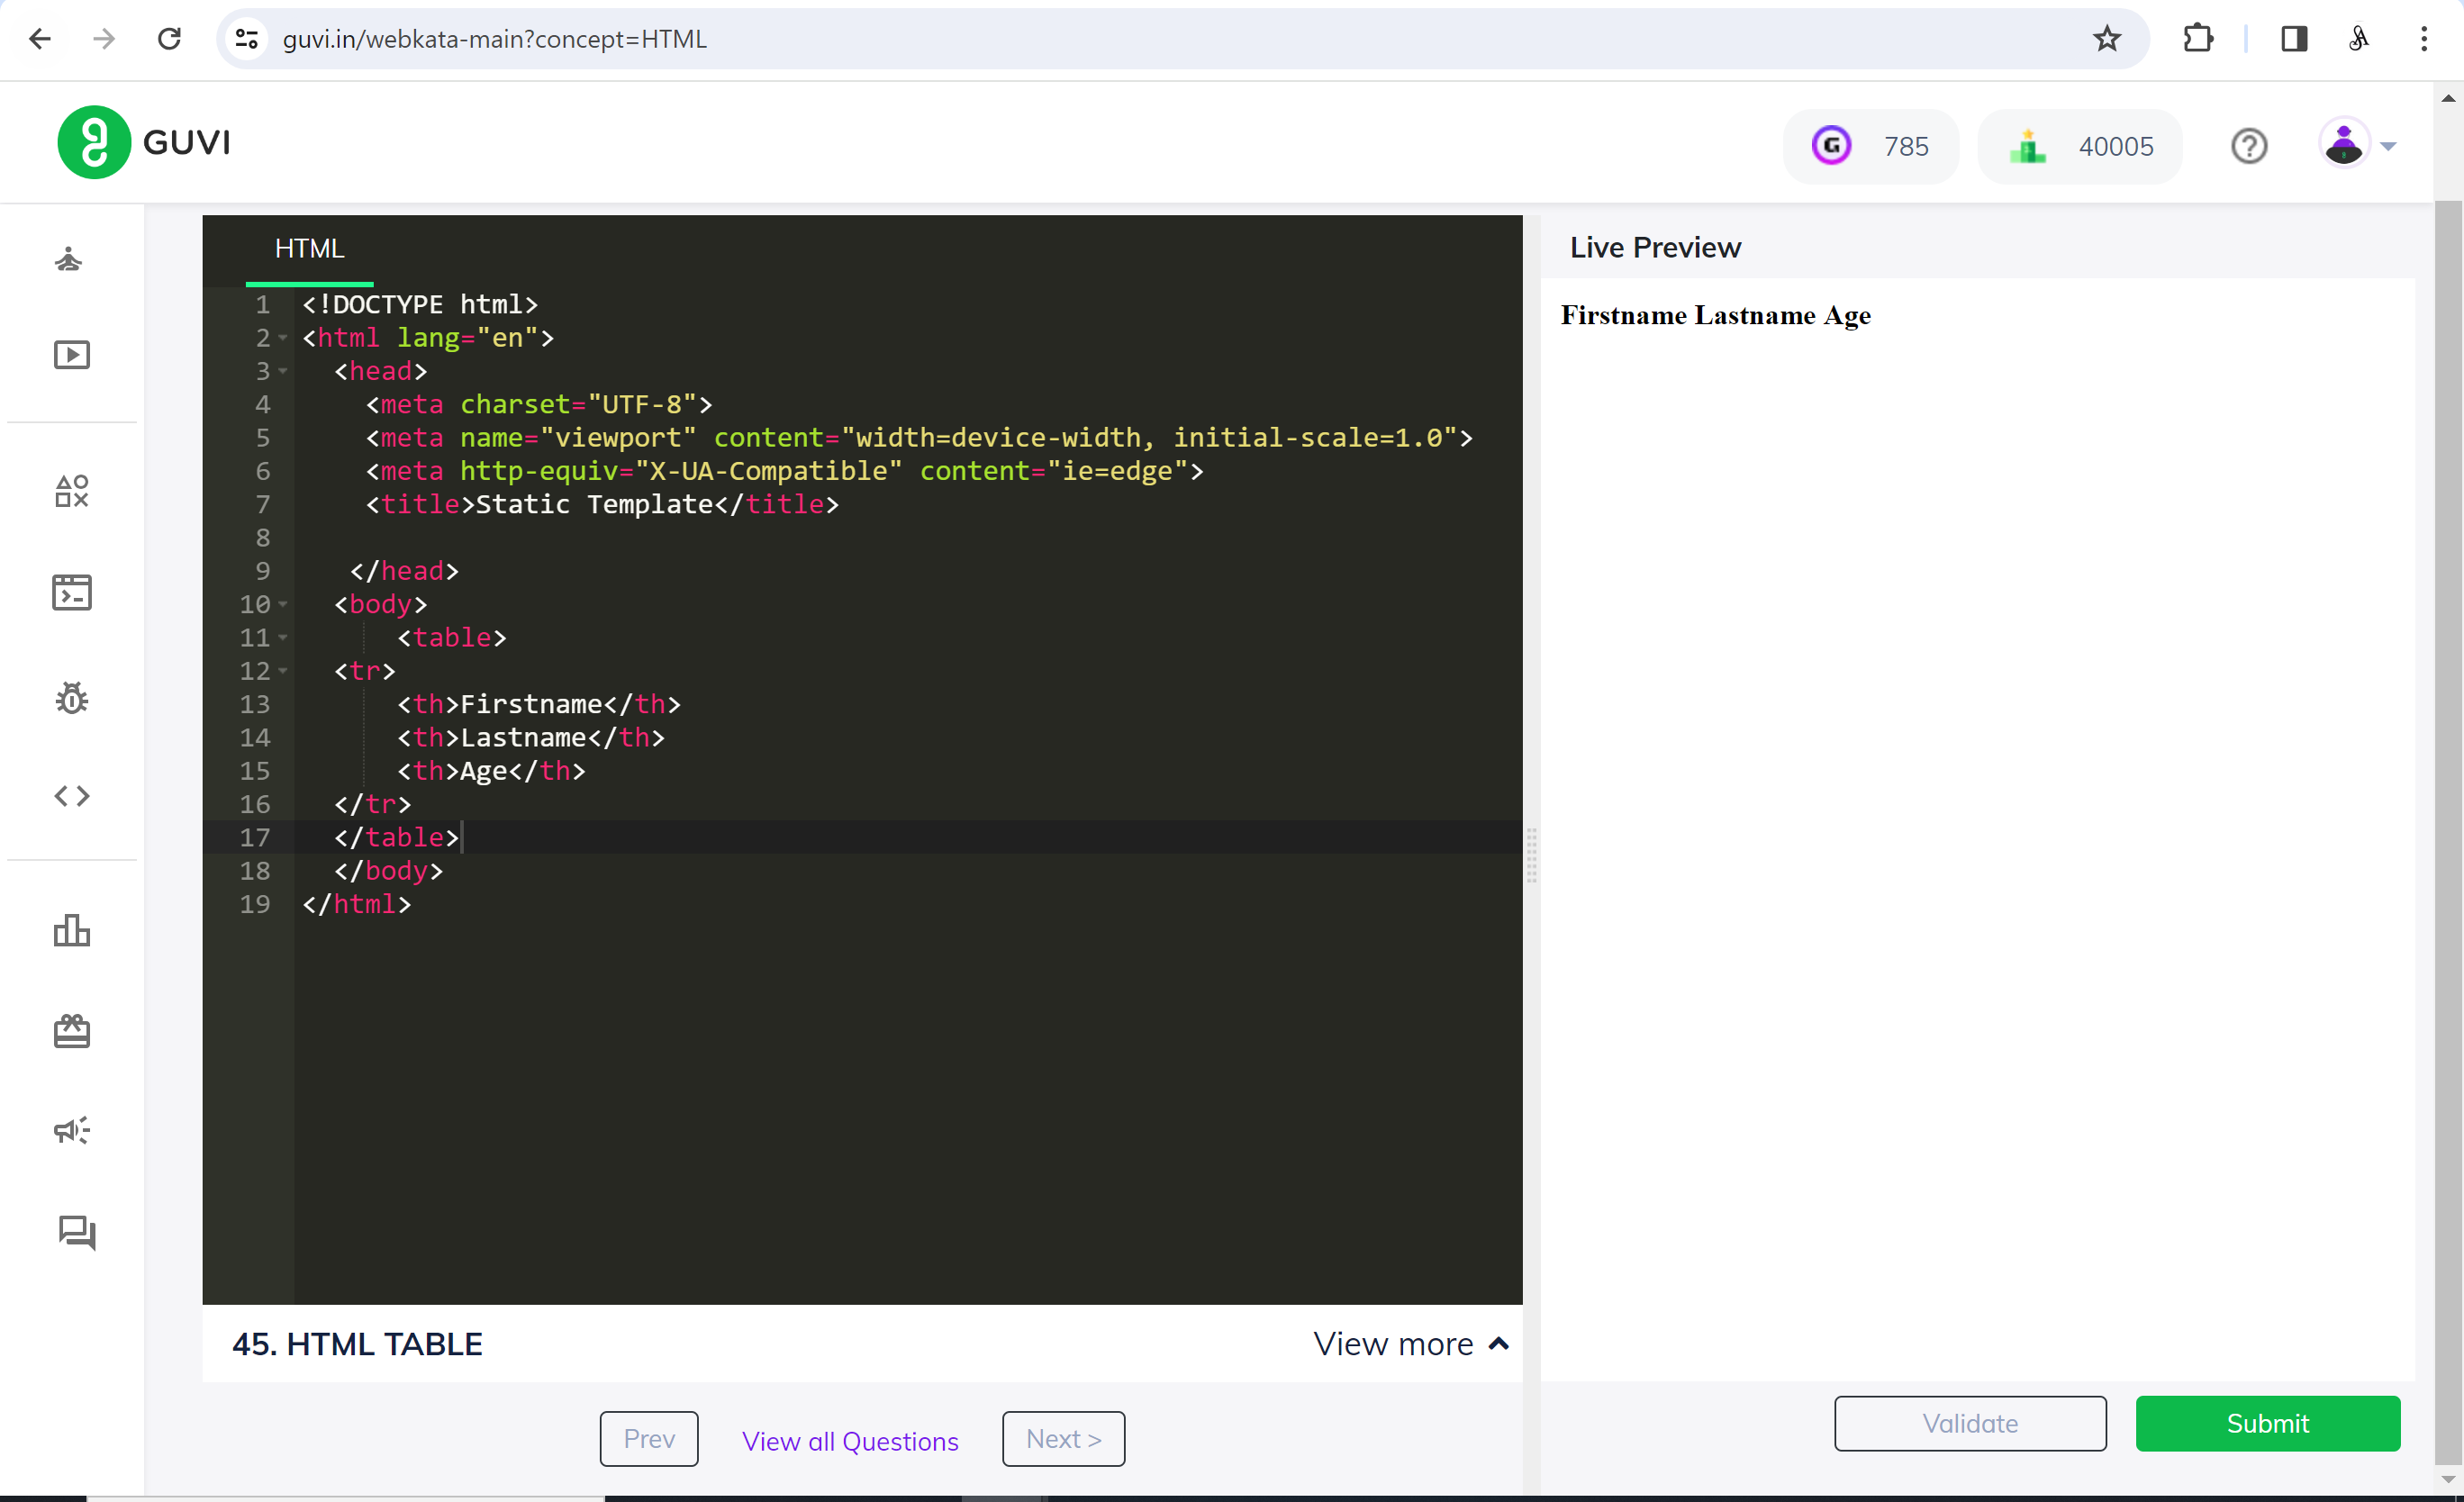 guvi.in/webkata-main?concept=HTML
GUVI
785
40005
HTML
Live Preview
1 <!DOCTYPE html>
2 <html lang="en">
3 <head>
4 <meta charset="UTF-8">
5 <meta name="viewport" content="width=device-width, initial-scale=1.0">
6 <meta http-equiv="X-UA-Compatible" content="ie=edge">
7 <title>Static Template</title>
8
9 </head>
10 <body>
11 <table>
12 <tr>
13 <th>Firstname</th>
14 <th>Lastname</th>
15 <th>Age</th>
16 </tr>
17 </table>
18 </body>
19 </html>
Firstname Lastname Age
45. HTML TABLE
View more
Prev
View all Questions
Next >
Validate
Submit